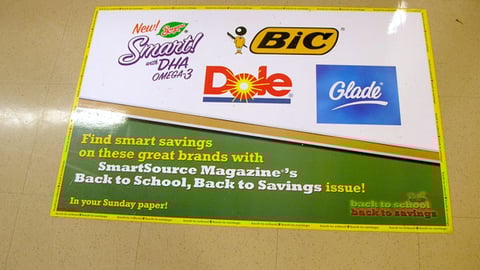 New!
Smart!
with DHA
OMEGA-3
BiC
Dole
Glade
Find smart savings
on these great brands with
SmartSource Magazine®'s
Back to School, Back to Savings issue!
In your Sunday paper!
back to school
back to savings